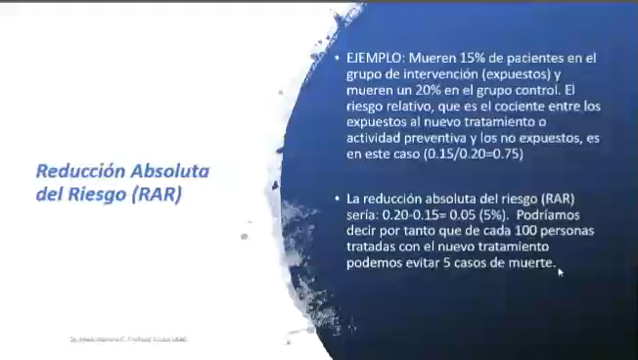 Reducción Absoluta
del Riesgo (RAR)
• EJEMPLO: Mueren 15% de pacientes en el
grupo de intervención (expuestos) y
mueren un 20% en el grupo control. El
riesgo relativo, que es el cociente entre los
expuestos al nuevo tratamiento o
actividad preventiva y los no expuestos, es
en este caso (0.15/0.20=0.75)
• La reducción absoluta del riesgo (RAR)
sería: 0.20-0.15= 0.05 (5%). Podríamos
decir por tanto que de cada 100 personas
tratadas con el nuevo tratamiento
podemos evitar 5 casos de muerte.